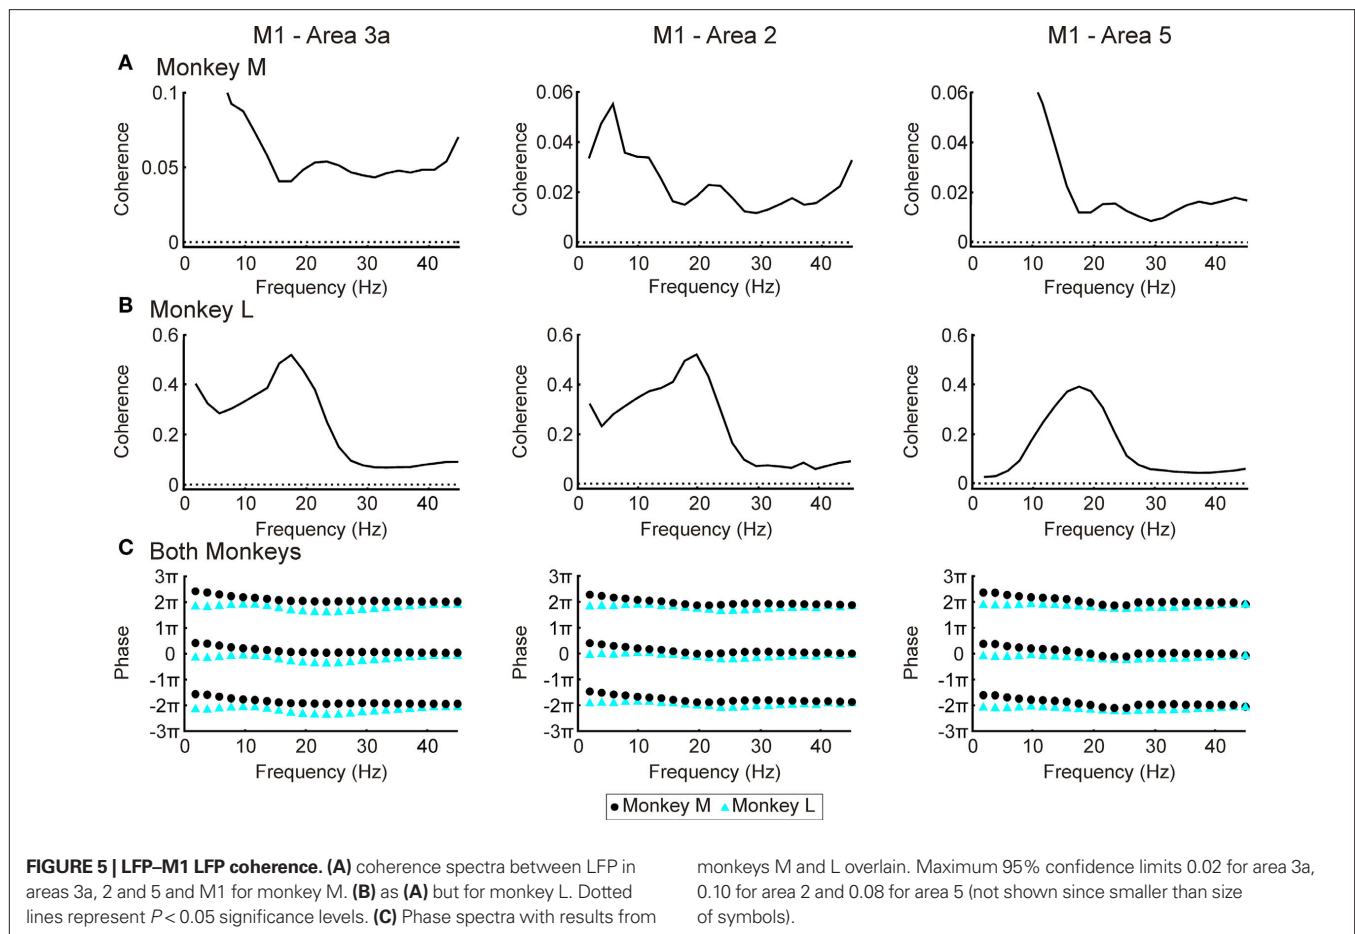 M1 - Area 3a
M1 - Area 2
M1 - Area 5
A Monkey M
0.1
0.05
0
Coherence
0 10 20 30 40
Frequency (Hz)
0.06
0.04
0.02
0
Coherence
0 10 20 30 40
Frequency (Hz)
0.06
0.04
0.02
0
Coherence
0 10 20 30 40
Frequency (Hz)
B Monkey L
0.6
0.4
0.2
0
Coherence
0 10 20 30 40
Frequency (Hz)
0.6
0.4
0.2
0
Coherence
0 10 20 30 40
Frequency (Hz)
0.6
0.4
0.2
0
Coherence
0 10 20 30 40
Frequency (Hz)
C Both Monkeys
3π
2π
1π
0
-1π
-2π
-3π
Phase
0 10 20 30 40
Frequency (Hz)
3π
2π
1π
0
-1π
-2π
-3π
Phase
0 10 20 30 40
Frequency (Hz)
3π
2π
1π
0
-1π
-2π
-3π
Phase
0 10 20 30 40
Frequency (Hz)
Monkey M Monkey L
FIGURE 5 | LFP–M1 LFP coherence. (A) coherence spectra between LFP in
areas 3a, 2 and 5 and M1 for monkey M. (B) as (A) but for monkey L. Dotted
lines represent P < 0.05 significance levels. (C) Phase spectra with results from
monkeys M and L overlain. Maximum 95% confidence limits 0.02 for area 3a,
0.10 for area 2 and 0.08 for area 5 (not shown since smaller than size
of symbols).